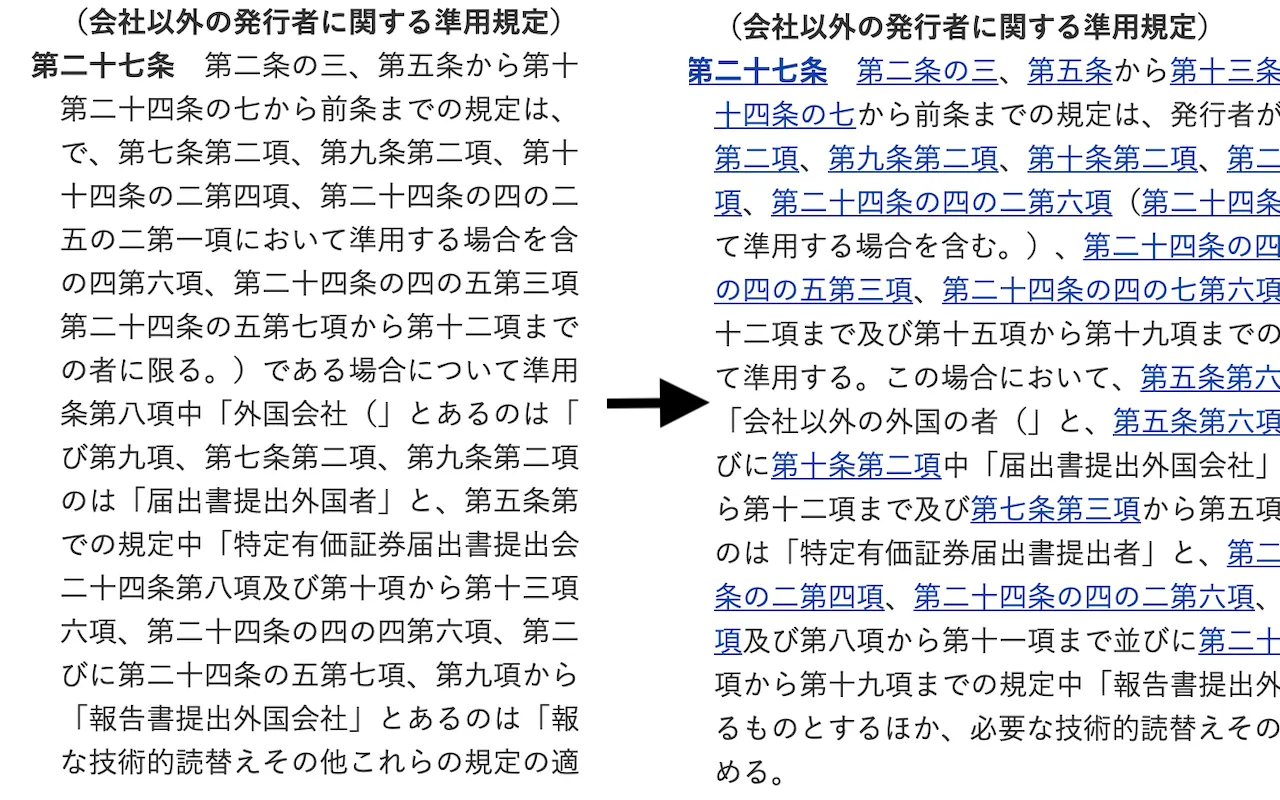 （会社以外の発行者に関する準用規定）
第二十七条　第二条の三、第五条から第十
第二十四条の七から前条までの規定は、
で、第七条第二項、第九条第二項、第十
十四条の二第四項、第二十四条の四の二
五の二第一項において準用する場合を含
の四第六項、第二十四条の四の五第三項
第二十四条の五第七項から第十二項まで
の者に限る。）である場合について準用
条第八項中「外国会社（」とあるのは「
び第九項、第七条第二項、第九条第二項
のは「届出書提出外国者」と、第五条第
での規定中「特定有価証券届出書提出会
二十四条第八項及び第十項から第十三項
六項、第二十四条の四の四第六項、第二
びに第二十四条の五第七項、第九項から
「報告書提出外国会社」とあるのは「報
な技術的読替えその他これらの規定の適
（会社以外の発行者に関する準用規定）
第二十七条　第二条の三、第五条から第十三条
十四条の七から前条までの規定は、発行者が
第二項、第九条第二項、第十条第二項、第二
項、第二十四条の四の二第六項（第二十四条
て準用する場合を含む。）、第二十四条の四
の四の五第三項、第二十四条の四の七第六項
十二項まで及び第十五項から第十九項までの
て準用する。この場合において、第五条第六
「会社以外の外国の者（」と、第五条第六項
びに第十条第二項中「届出書提出外国会社」
ら第十二項まで及び第七条第三項から第五項
のは「特定有価証券届出書提出者」と、第二
条の二第四項、第二十四条の四の二第六項、
項及び第八項から第十一項まで並びに第二十
項から第十九項までの規定中「報告書提出外
るものとするほか、必要な技術的読替えその
める。